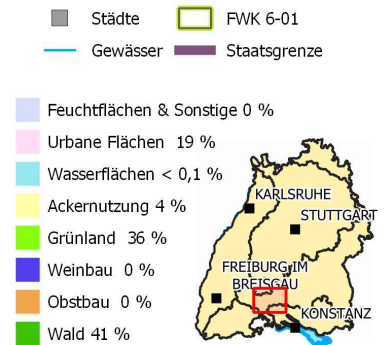 Städte
FWK 6-01
Gewässer
Staatsgrenze
Feuchtflächen & Sonstige 0 %
Urbane Flächen 19 %
Wasserflächen < 0,1 %
Ackernutzung 4 %
Grünland 36 %
Weinbau 0 %
Obstbau 0 %
Wald 41 %
KARLSRUHE
STUTTGART
FREIBURG IM
BREISGAU
KONSTANZ